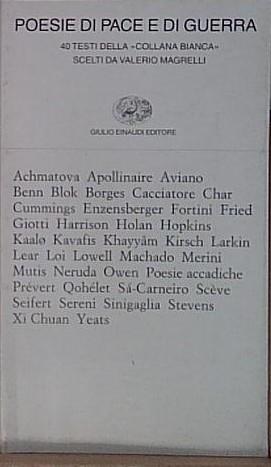 POESIE DI PACE E DI GUERRA
40 TESTI DELLA «COLLANA BIANCA»
SCELTI DA VALERIO MAGRELLI
GIULIO EINAUDI EDITORE
Achmatova Apollinaire Aviano
Benn Blok Borges Cacciatore Char
Cummings Enzensberger Fortini Fried
Giotti Harrison Holan Hopkins
Kaalø Kavafis Khayyâm Kirsch Larkin
Lear Loi Lowell Machado Merini
Mutis Neruda Owen Poesie accadiche
Prévert Qohélet Sá-Carneiro Scève
Seifert Sereni Sinigaglia Stevens
Xi Chuan Yeats